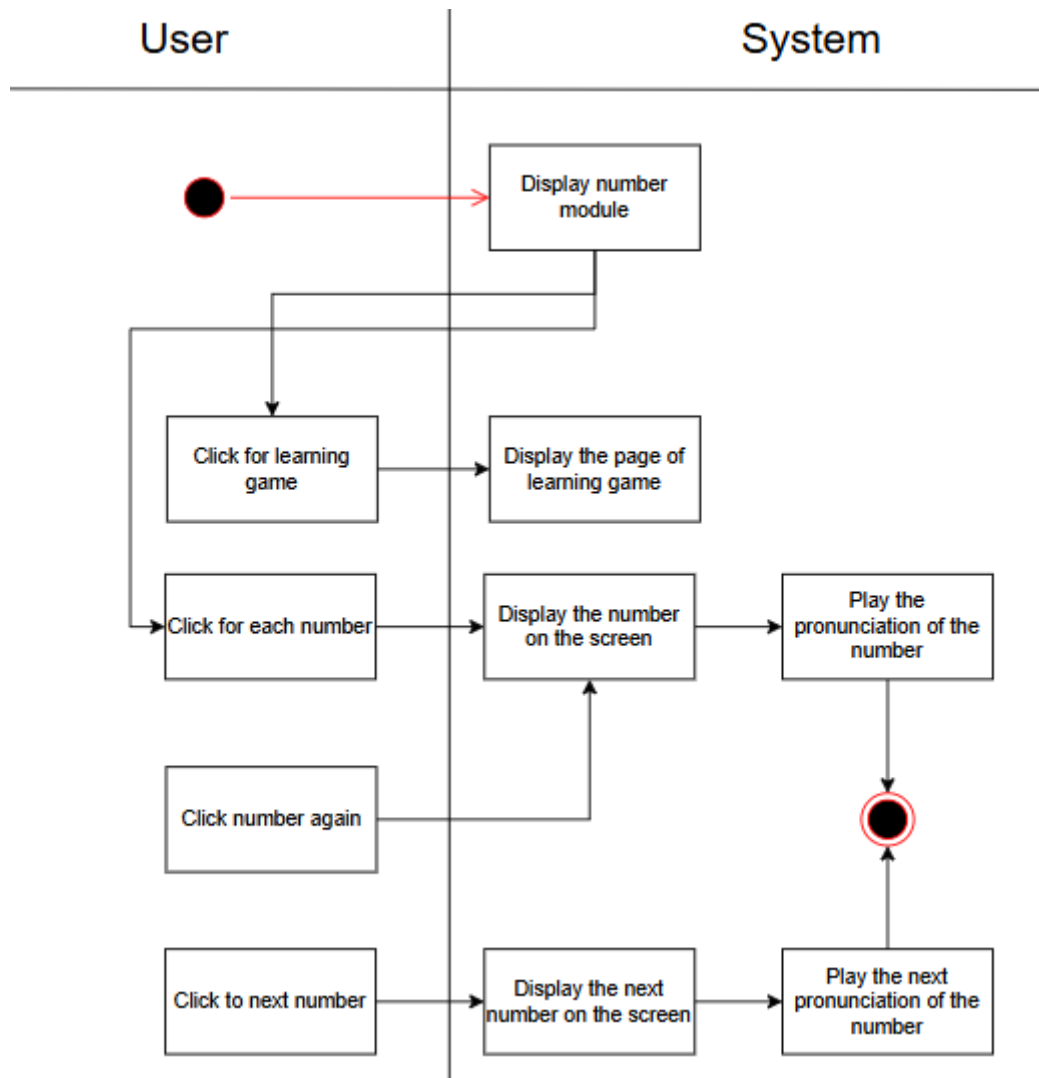 User
System
Display number
module
Click for learning
game
Display the page of
learning game
Click for each number
Display the number
on the screen
Play the
pronunciation of the
number
Click number again
Click to next number
Display the next
number on the screen
Play the next
pronunciation of the
number